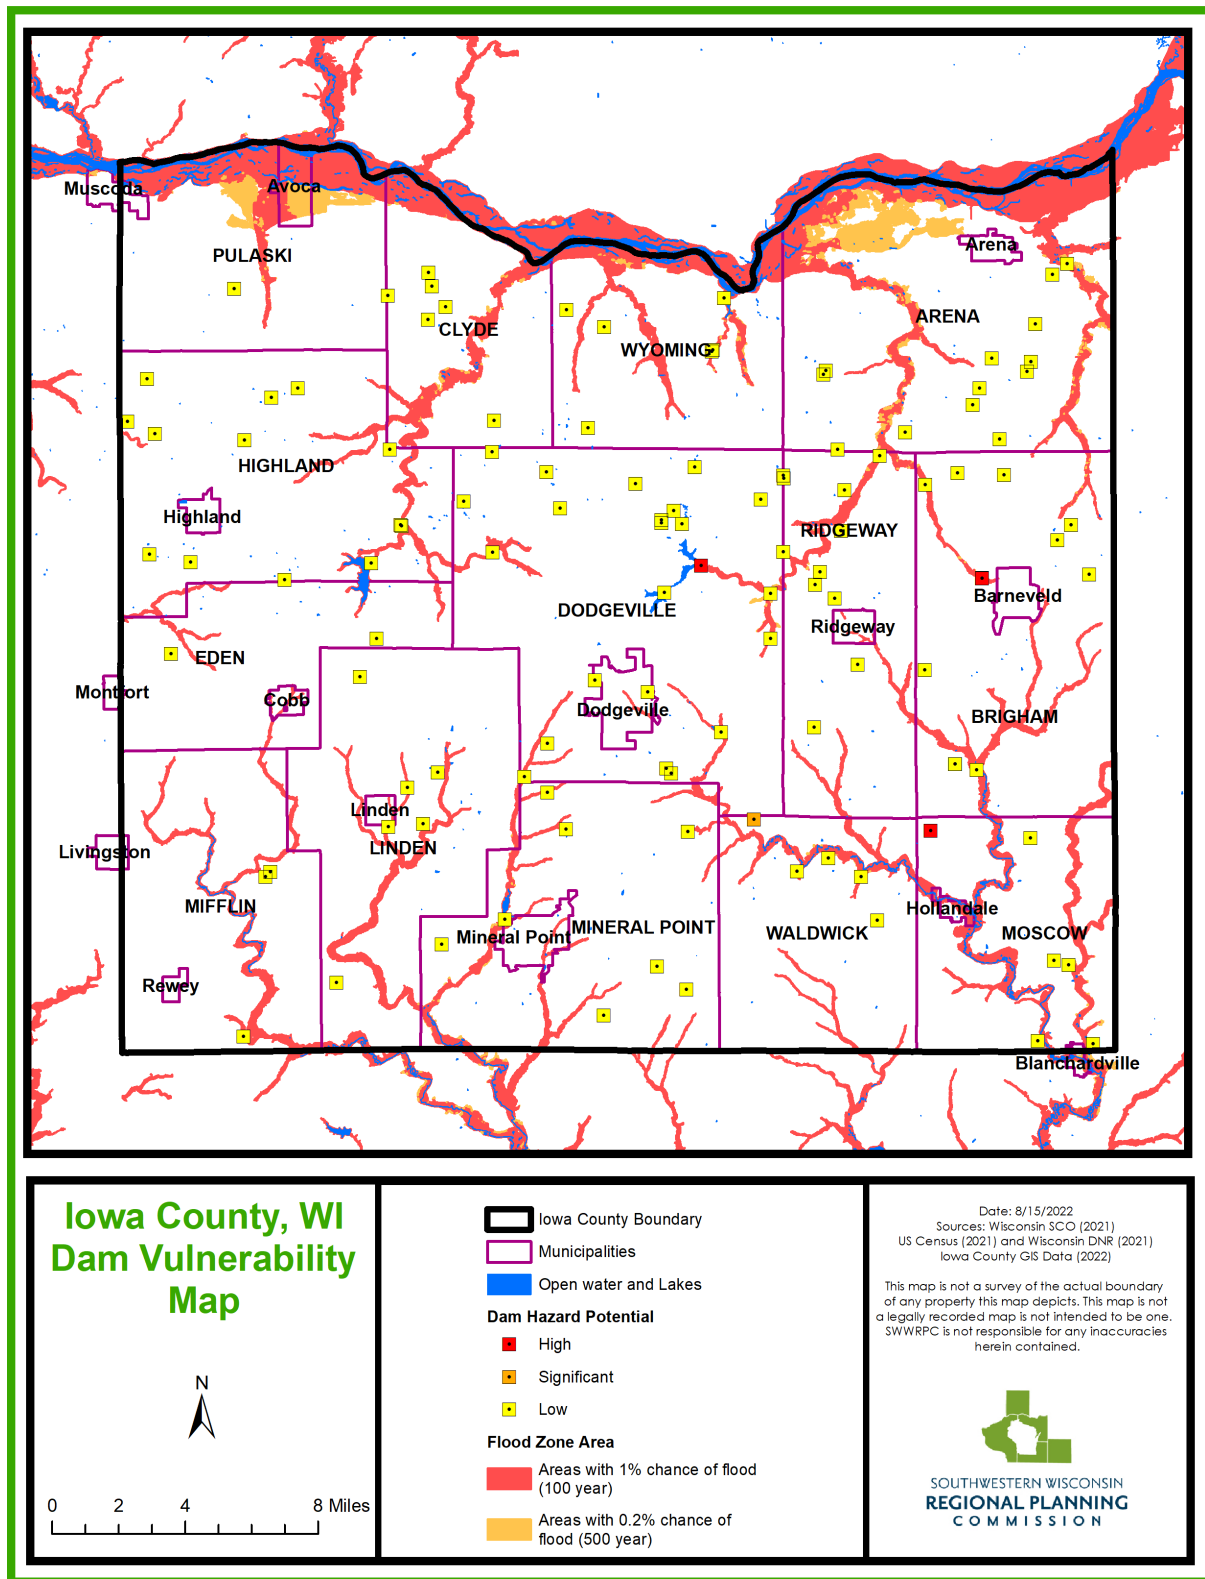 Muscoda
Avoca
PULASKI
Arena
ARENA
CLYDE
WYOMING
HIGHLAND
Highland
RIDGEWAY
Barneveld
DODGEVILLE
Ridgeway
EDEN
Montfort
Cobb
Dodgeville
BRIGHAM
Linden
LINDEN
Livingston
MIFFLIN
Hollandale
Mineral Point
MINERAL POINT
WALDWICK
MOSCOW
Rewey
Blanchardville
Iowa County, WI
Dam Vulnerability
Map
N
0 2 4 8 Miles
Iowa County Boundary
Municipalities
Open water and Lakes
Dam Hazard Potential
High
Significant
Low
Flood Zone Area
Areas with 1% chance of flood
(100 year)
Areas with 0.2% chance of
flood (500 year)
Date: 8/15/2022
Sources: Wisconsin SCO (2021)
US Census (2021) and Wisconsin DNR (2021)
Iowa County GIS Data (2022)
This map is not a survey of the actual boundary
of any property this map depicts. This map is not
a legally recorded map is not intended to be one.
SWWRPC is not responsible for any inaccuracies
herein contained.
SOUTHWESTERN WISCONSIN
REGIONAL PLANNING
COMMISSION